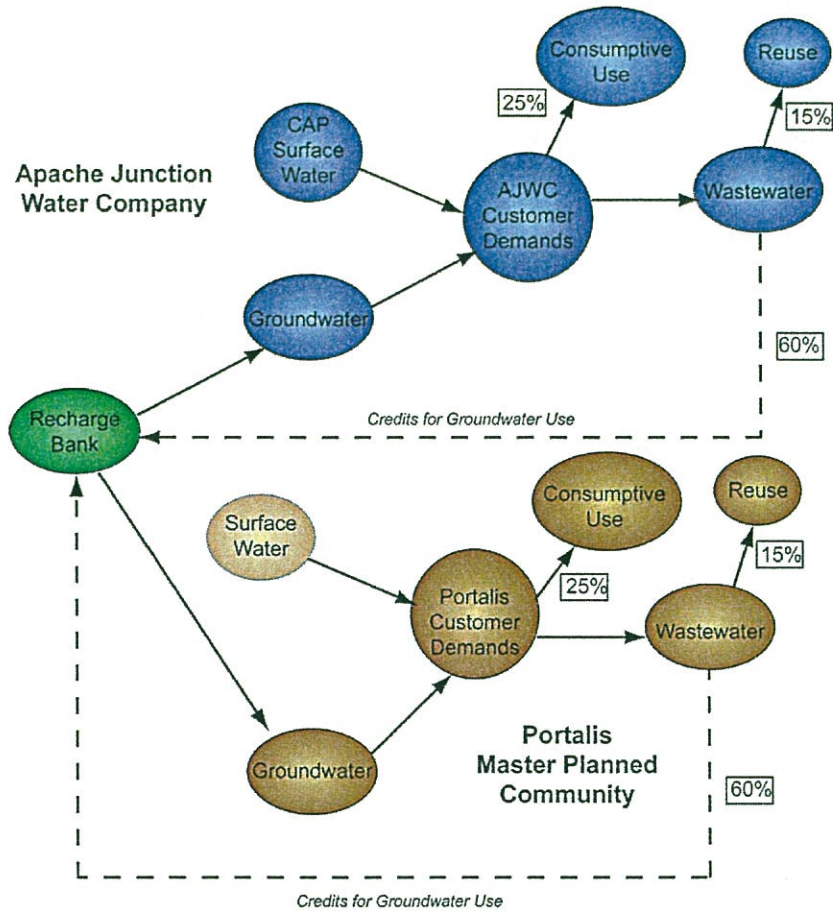 Consumptive
Use
Reuse
25%
15%
CAP
Surface
Water
Apache Junction
Water Company
AJWC
Customer
Demands
Wastewater
Groundwater
60%
Credits for Groundwater Use
Recharge
Bank
Consumptive
Use
Reuse
Surface
Water
15%
25%
Portalis
Customer
Demands
Wastewater
Groundwater
Portalis
Master Planned
Community
60%
Credits for Groundwater Use